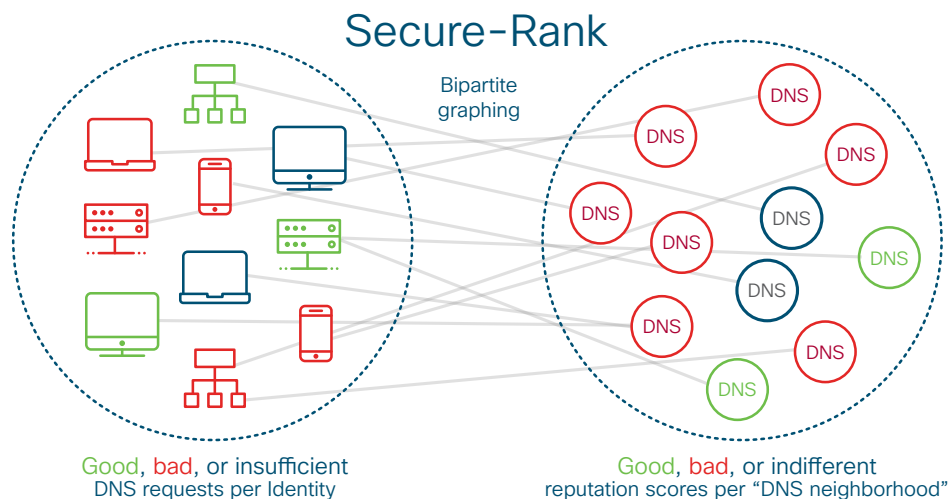 Secure-Rank
Bipartite
graphing
DNS
DNS
DNS
DNS
DNS
DNS
DNS
DNS
DNS
DNS
DNS
Good, bad, or insufficient
DNS requests per Identity
Good, bad, or indifferent
reputation scores per “DNS neighborhood”